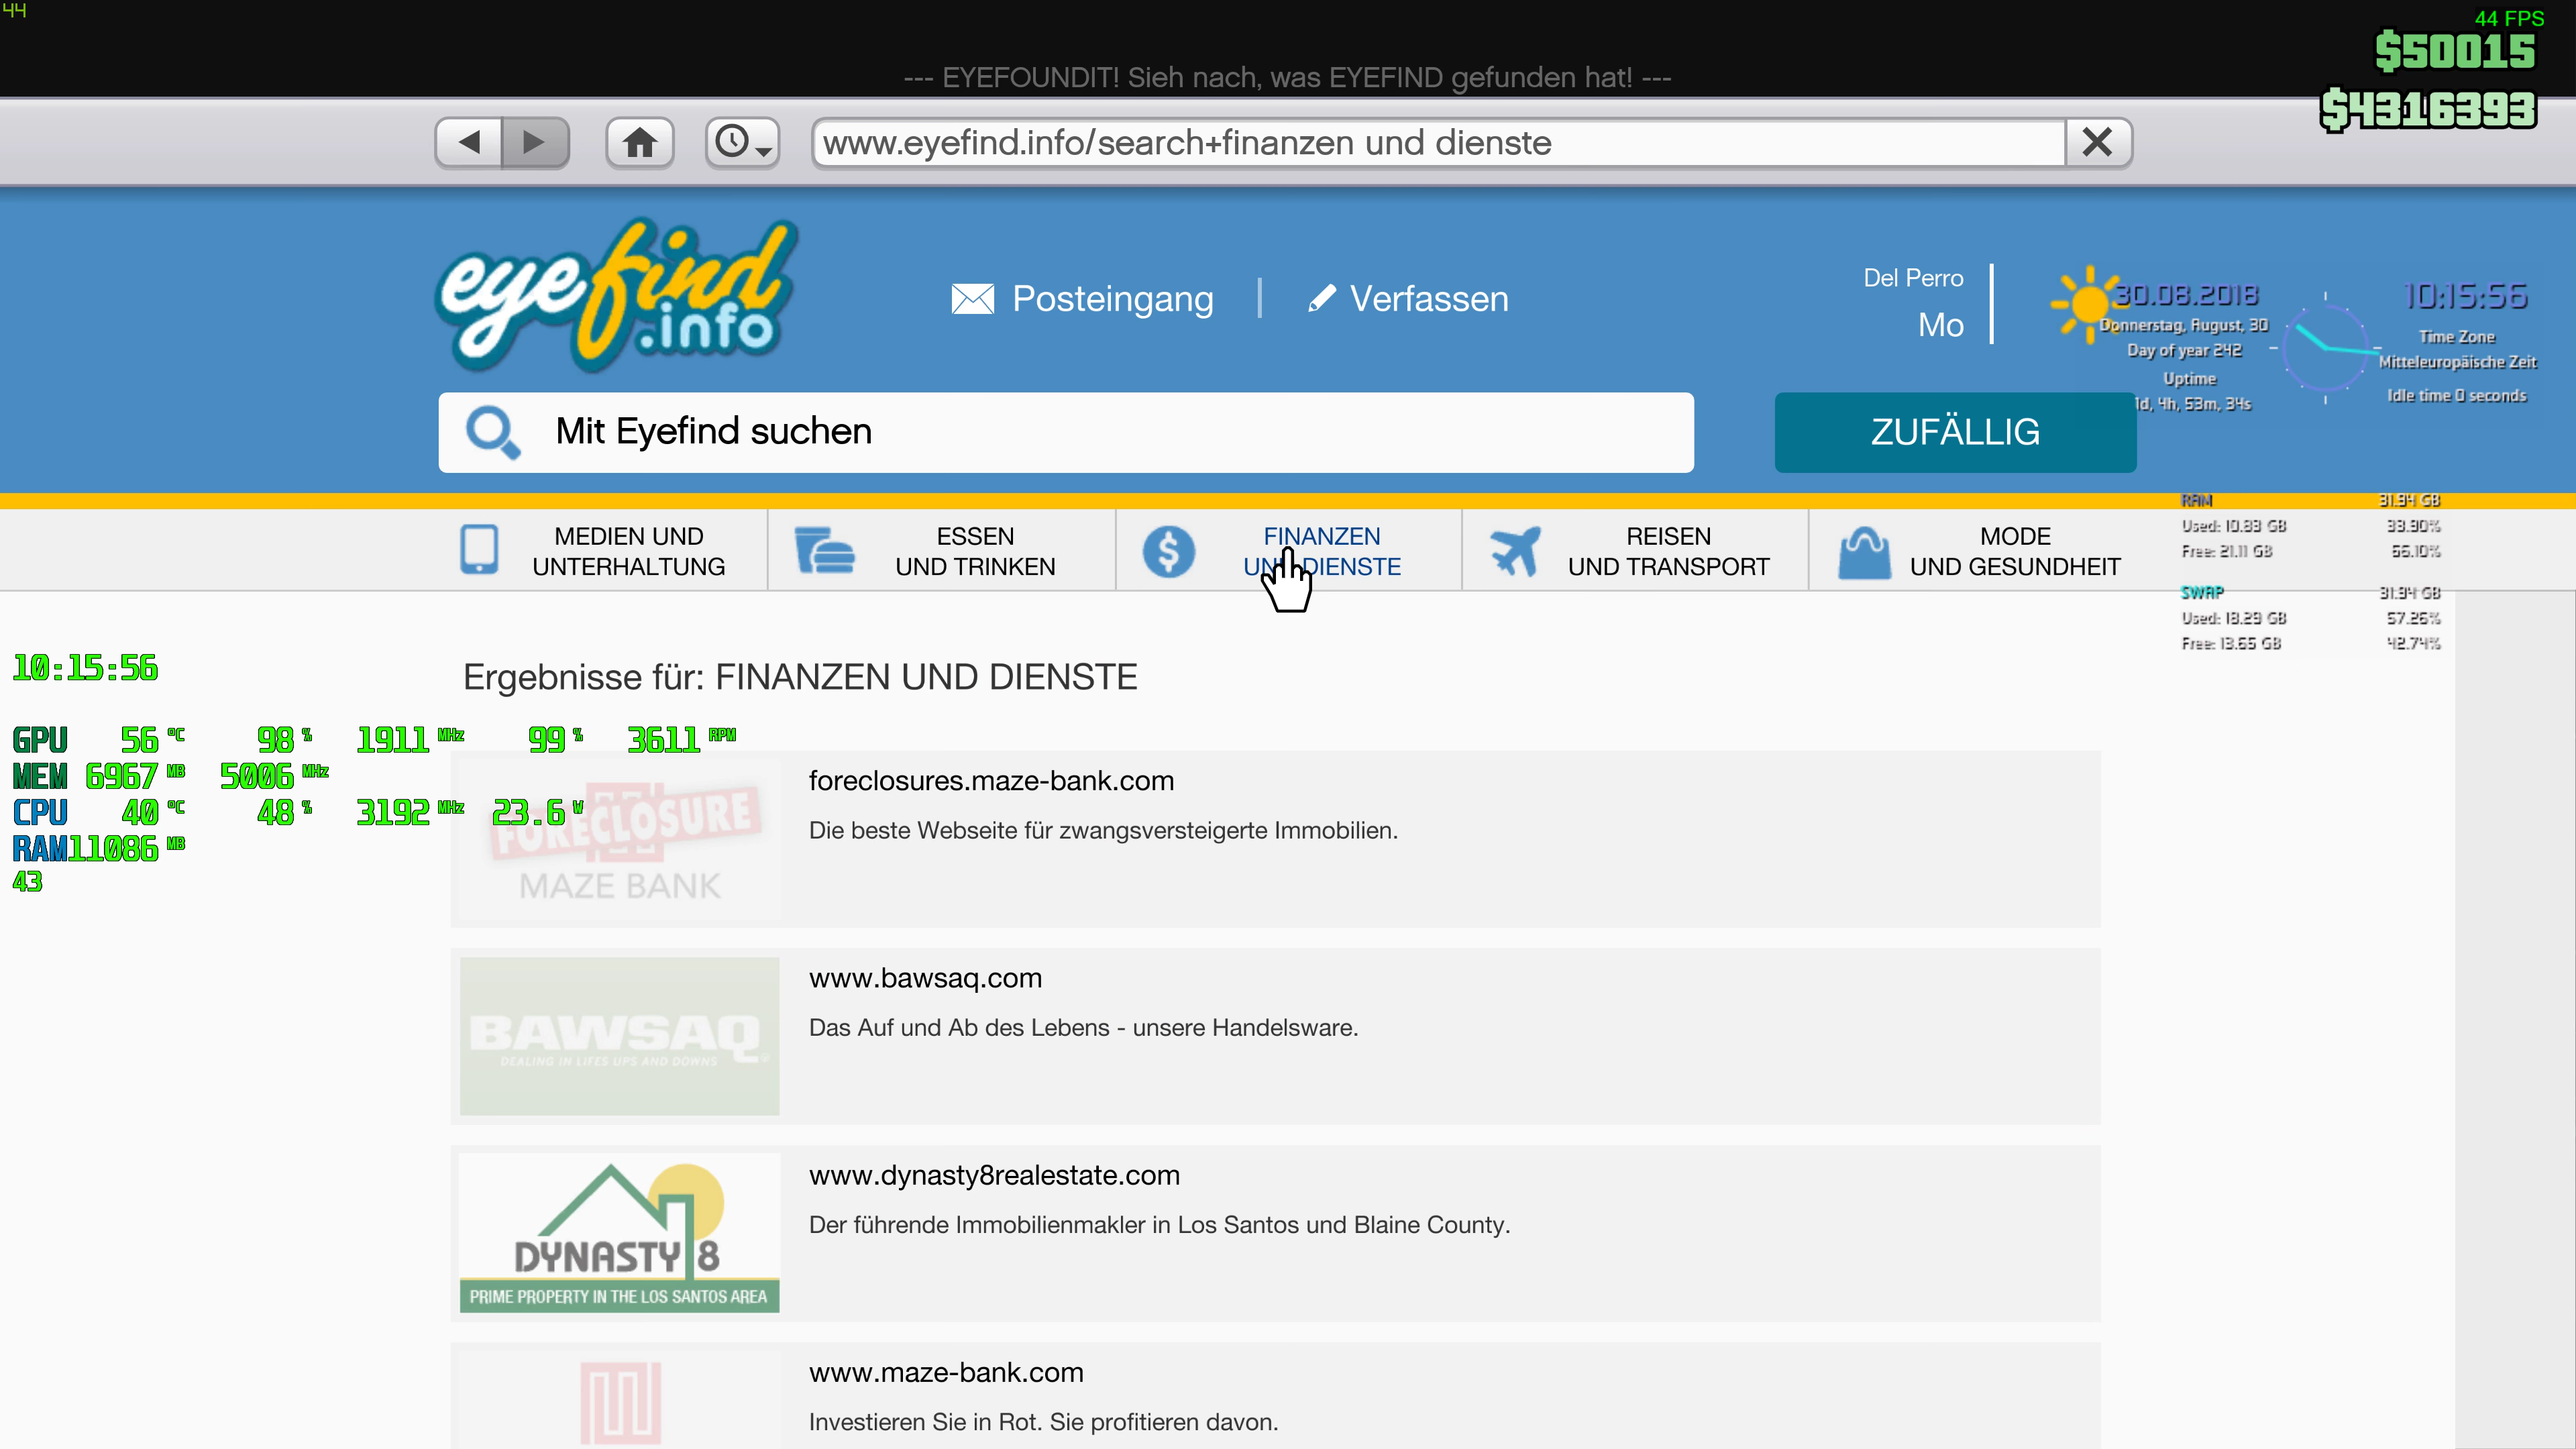 44
44 FPS
$50015
--- EYEFOUNDIT! Sieh nach, was EYEFIND gefunden hat! ---
$4316393
www.eyefind.info/search+finanzen und dienste
eyefind
.info
Posteingang
Verfassen
Del Perro
Mo
30.08.2018
Donnerstag, August, 30
Day of year 242
Uptime
1d, 4h, 53m, 34s
10:15:56
Time Zone
Mitteleuropäische Zeit
Idle time 0 seconds
Mit Eyefind suchen
ZUFÄLLIG
MEDIEN UND
UNTERHALTUNG
ESSEN
UND TRINKEN
FINANZEN
UND DIENSTE
REISEN
UND TRANSPORT
MODE
UND GESUNDHEIT
RAM 31.94 GB
Used: 10.83 GB 33.90%
Free: 21.11 GB 66.10%
SWAP 31.94 GB
Used: 18.29 GB 57.26%
Free: 13.65 GB 42.74%
10:15:56
Ergebnisse für: FINANZEN UND DIENSTE
GPU 56 °C 98 % 1911 MHz 99 % 3611 RPM
MEM 6967 MB 5006 MHz
CPU 40 °C 48 % 3192 MHz 23.6 W
RAM 11086 MB
43
FORECLOSURE
MAZE BANK
foreclosures.maze-bank.com
Die beste Webseite für zwangsversteigerte Immobilien.
BAWSAQ
DEALING IN LIFES UPS AND DOWNS
www.bawsaq.com
Das Auf und Ab des Lebens - unsere Handelsware.
DYNASTY 8
PRIME PROPERTY IN THE LOS SANTOS AREA
www.dynasty8realestate.com
Der führende Immobilienmakler in Los Santos und Blaine County.
www.maze-bank.com
Investieren Sie in Rot. Sie profitieren davon.